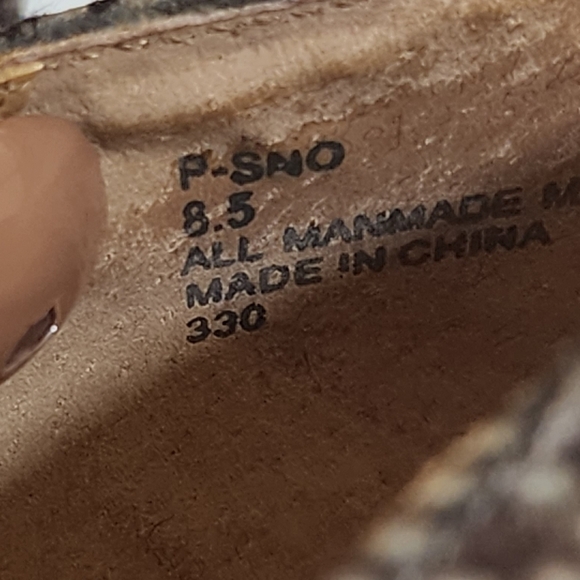 P-SNO
8.5
ALL MANMADE M
MADE IN CHINA
330